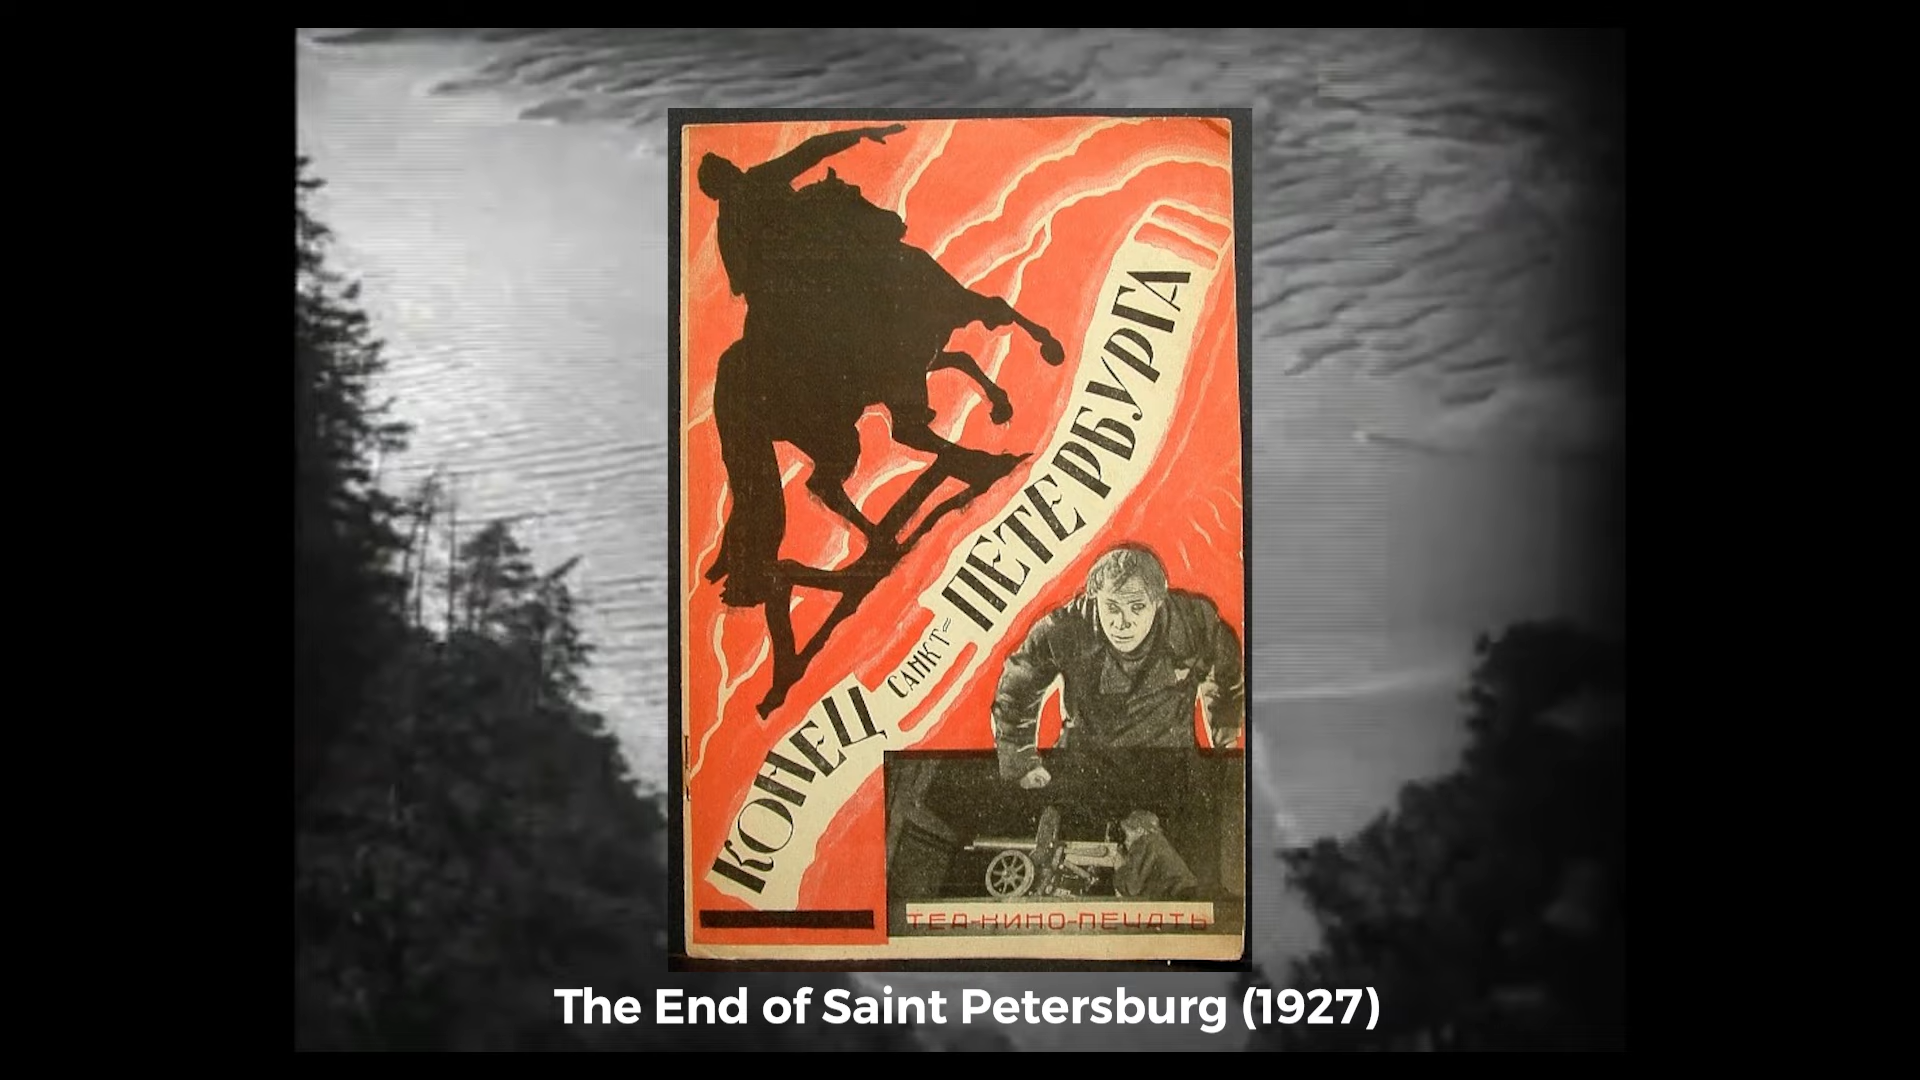 КОНЕЦ
САНКТ=
ПЕТЕРБУРГА
ТЕА-КИНО-ПЕЧАТЬ
The End of Saint Petersburg (1927)